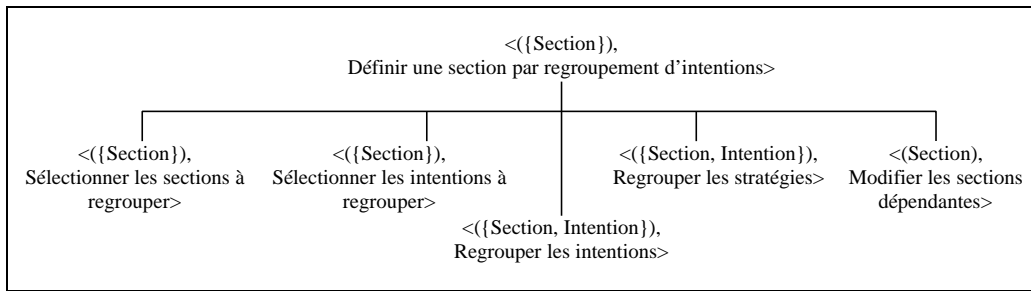 <({Section}),
Définir une section par regroupement d'intentions>
<({Section}),
Sélectionner les sections à
regrouper>
<({Section}),
Sélectionner les intentions à
regrouper>
<({Section, Intention}),
Regrouper les intentions>
<({Section, Intention}),
Regrouper les stratégies>
<(Section),
Modifier les sections
dépendantes>